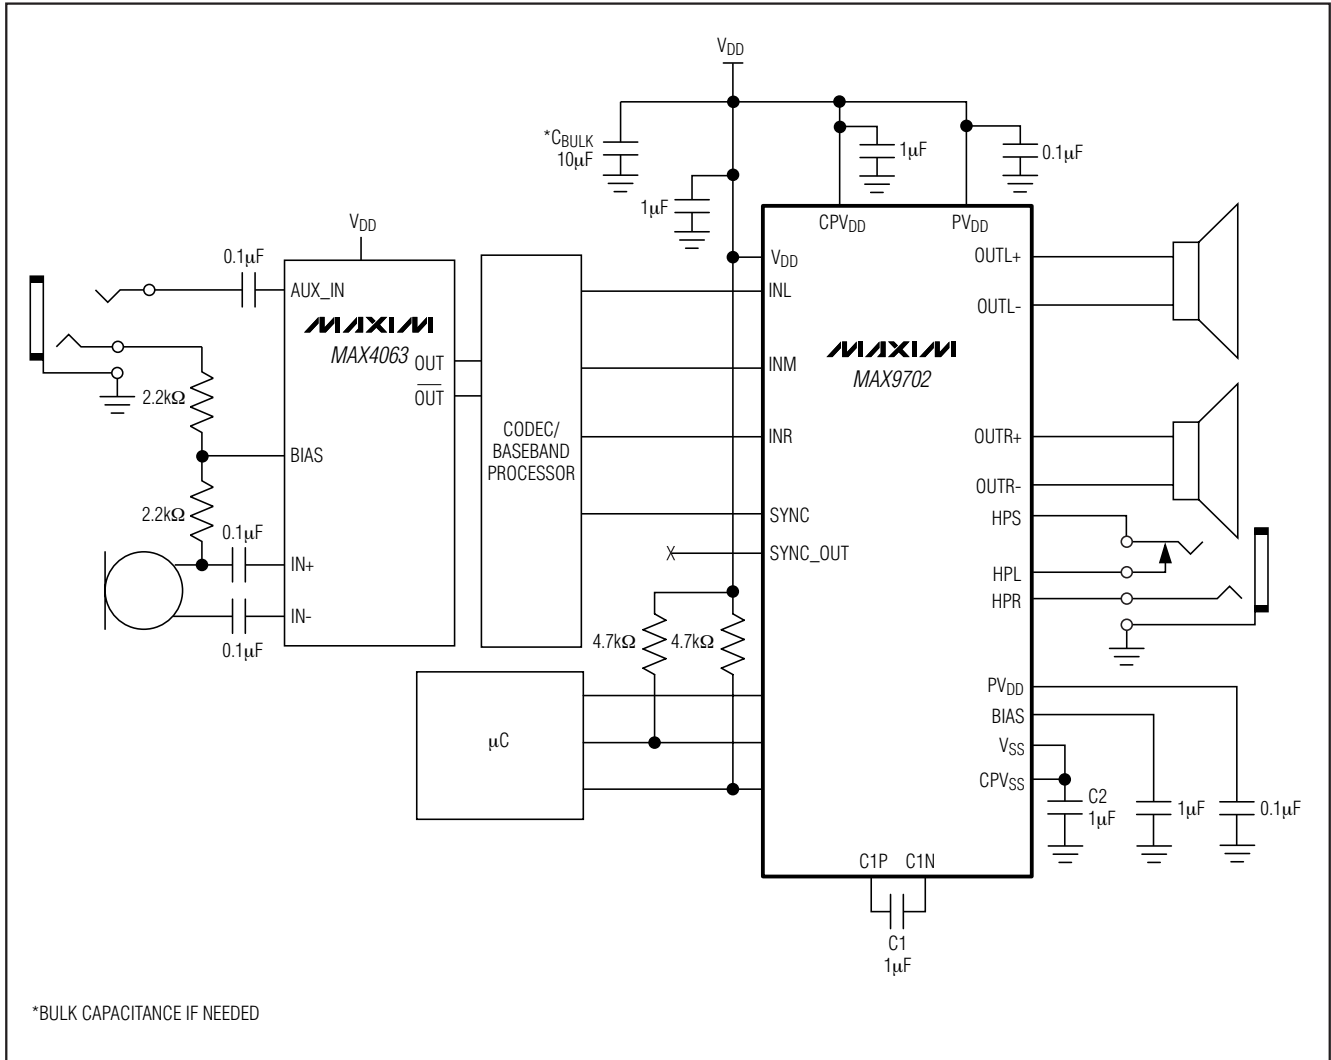 VDD
*CBULK
10µF
1µF
0.1µF
1µF
VDD
0.1µF
AUX_IN
MAXIM
MAX4063
OUT
OUT
2.2kΩ
BIAS
2.2kΩ
0.1µF
IN+
IN-
0.1µF
CODEC/
BASEBAND
PROCESSOR
CPVDD
PVDD
VDD
INL
INM
INR
SYNC
SYNC_OUT
MAXIM
MAX9702
OUTL+
OUTL-
OUTR+
OUTR-
HPS
HPL
HPR
PVDD
BIAS
VSS
CPVSS
4.7kΩ
4.7kΩ
µC
C2
1µF
1µF
0.1µF
C1P
C1N
C1
1µF
*BULK CAPACITANCE IF NEEDED